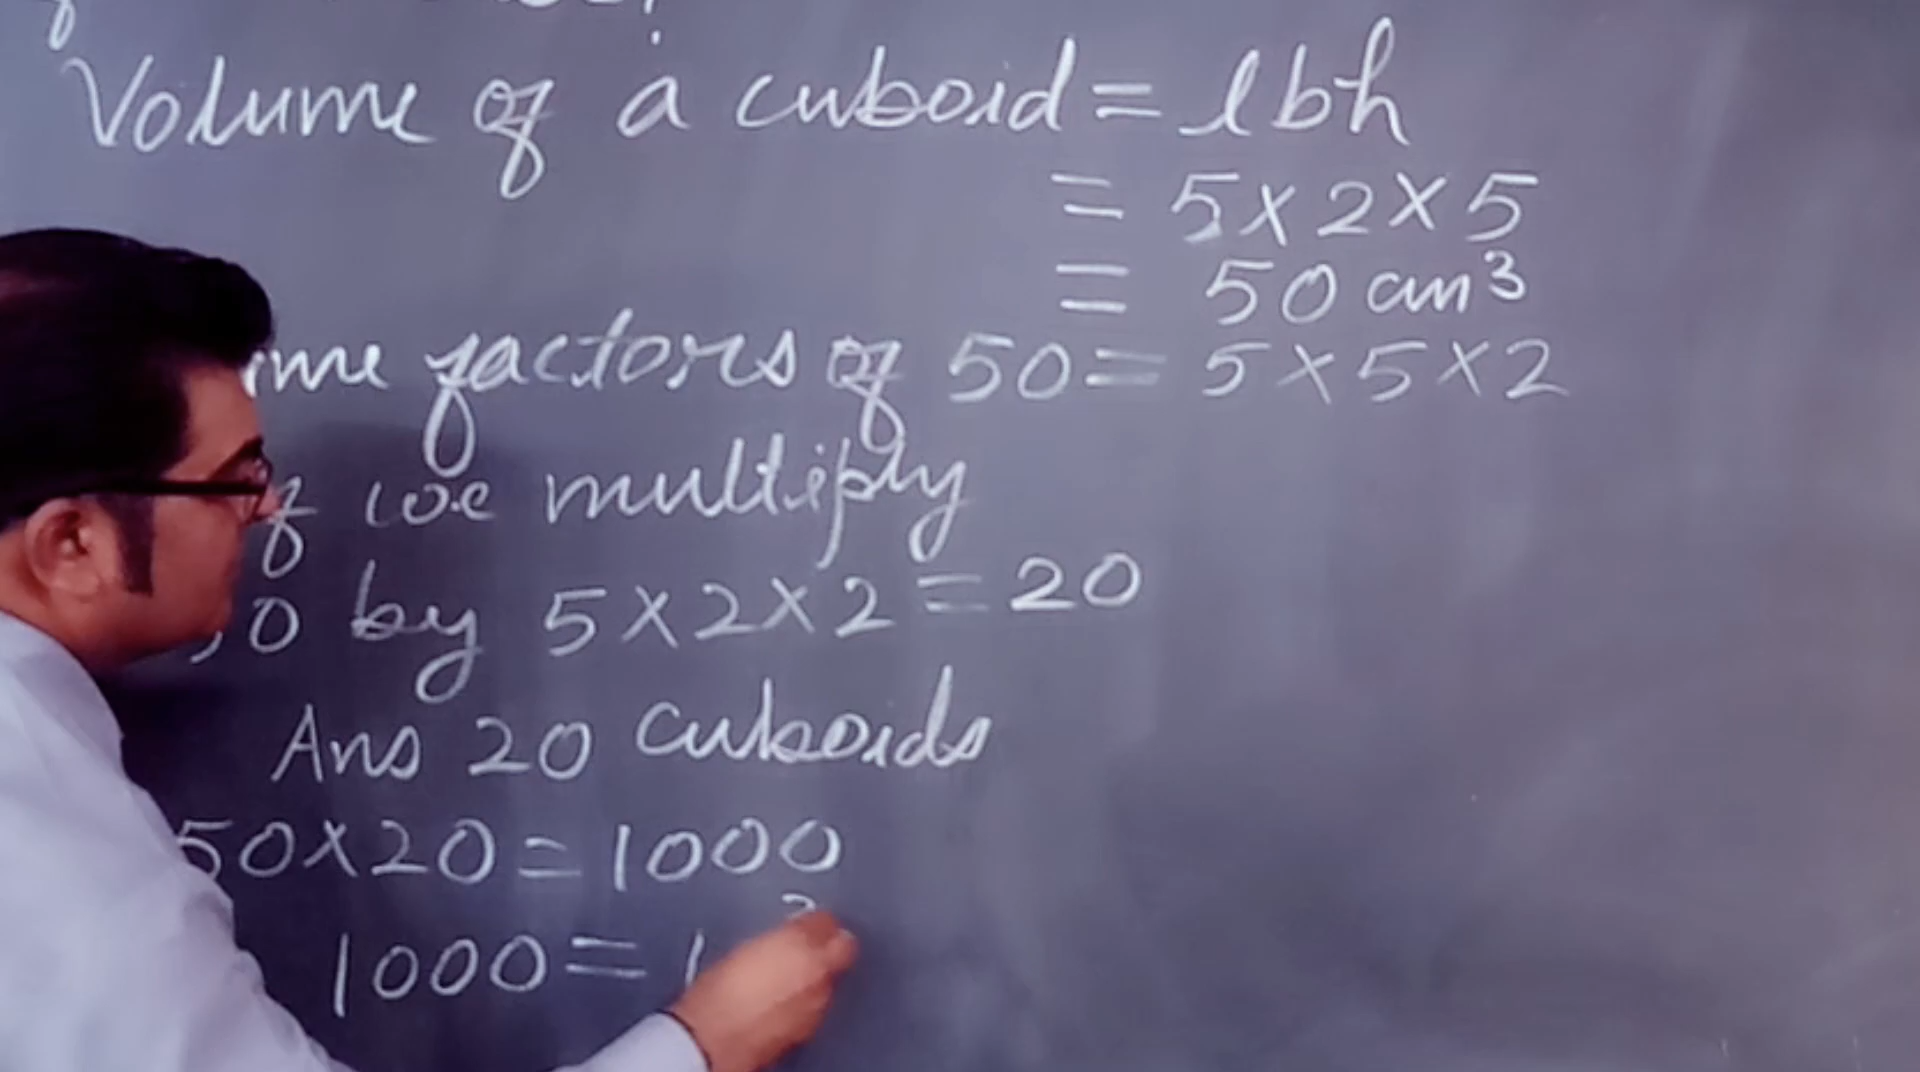 Volume of a cuboid = lbh
= 5 × 2 × 5
= 50 cm³
factors of 50 = 5 × 5 × 2
we multiply
by 5 × 2 × 2 = 20
Ans 20 cuboids
50 × 20 = 1000
1000 =